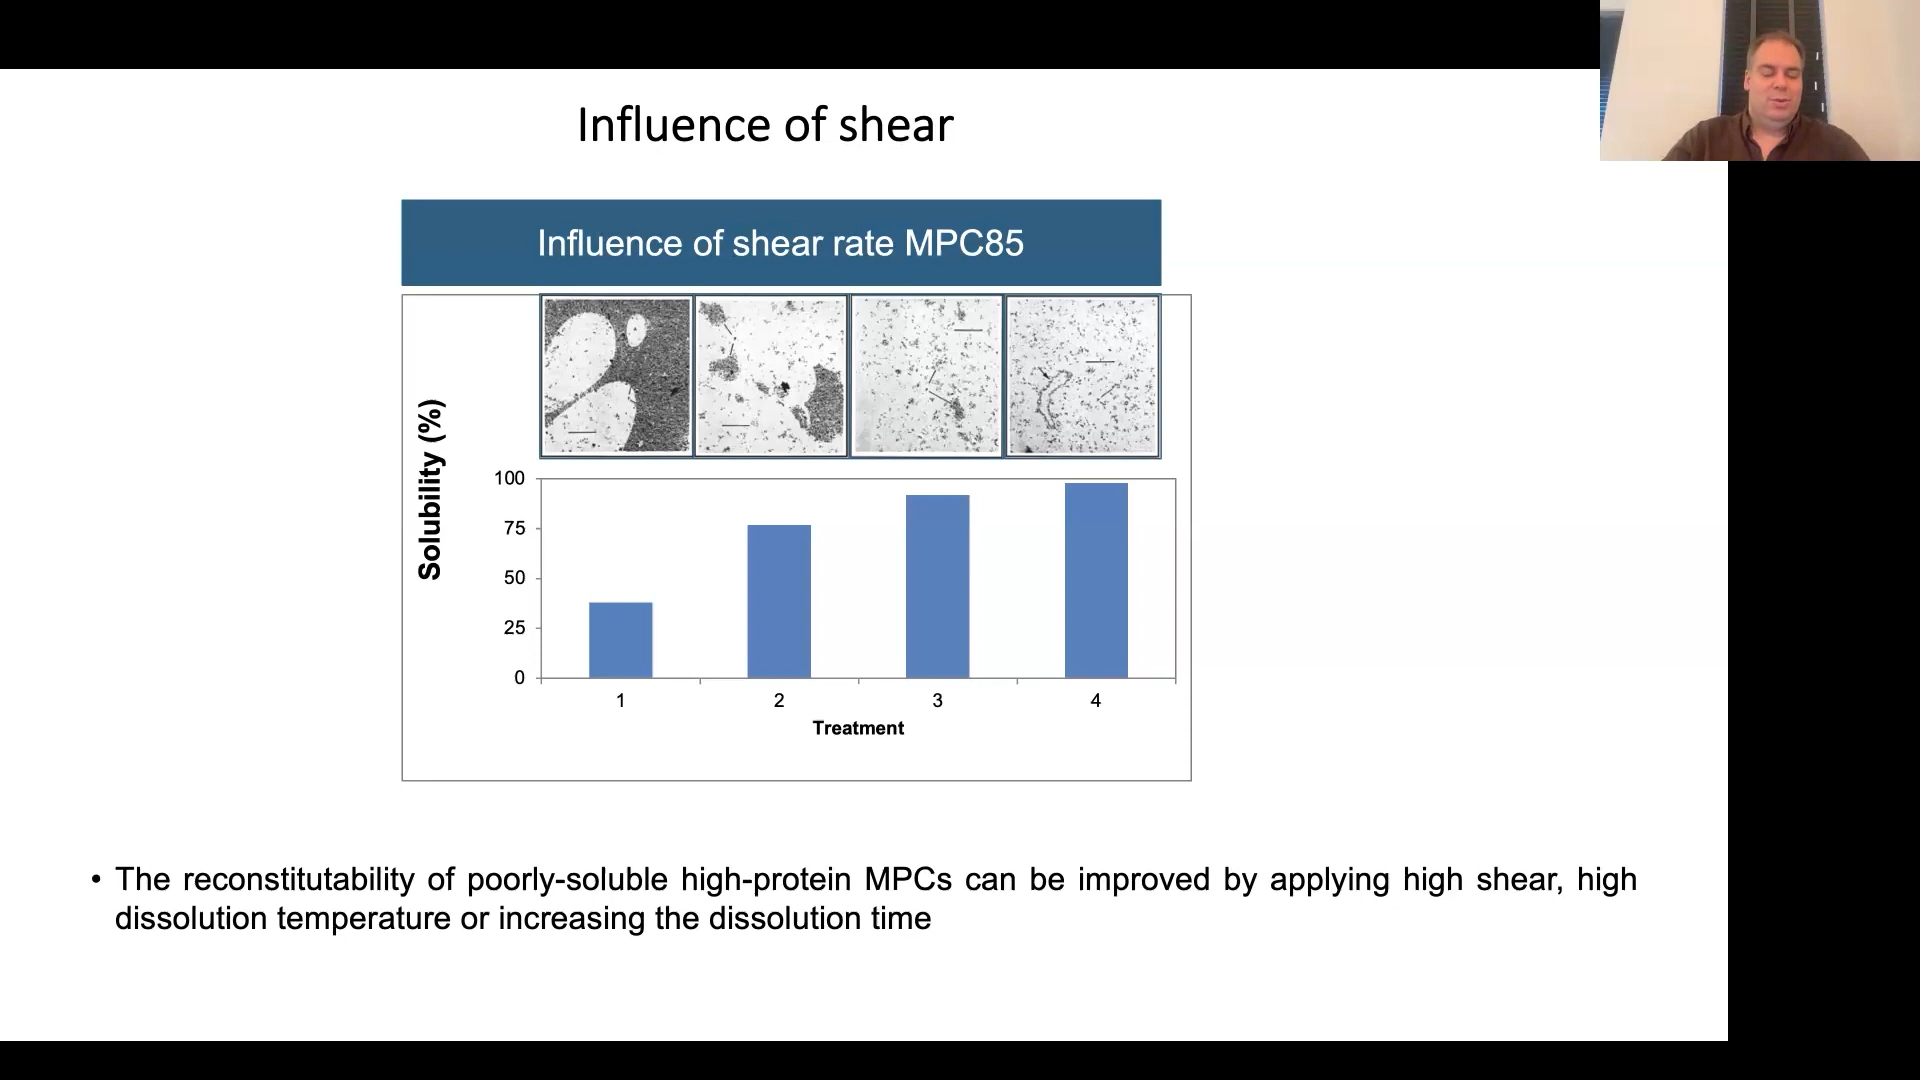 Influence of shear
Influence of shear rate MPC85
Solubility (%)
100
75
50
25
0
1 2 3 4
Treatment
• The reconstitutability of poorly-soluble high-protein MPCs can be improved by applying high shear, high
dissolution temperature or increasing the dissolution time